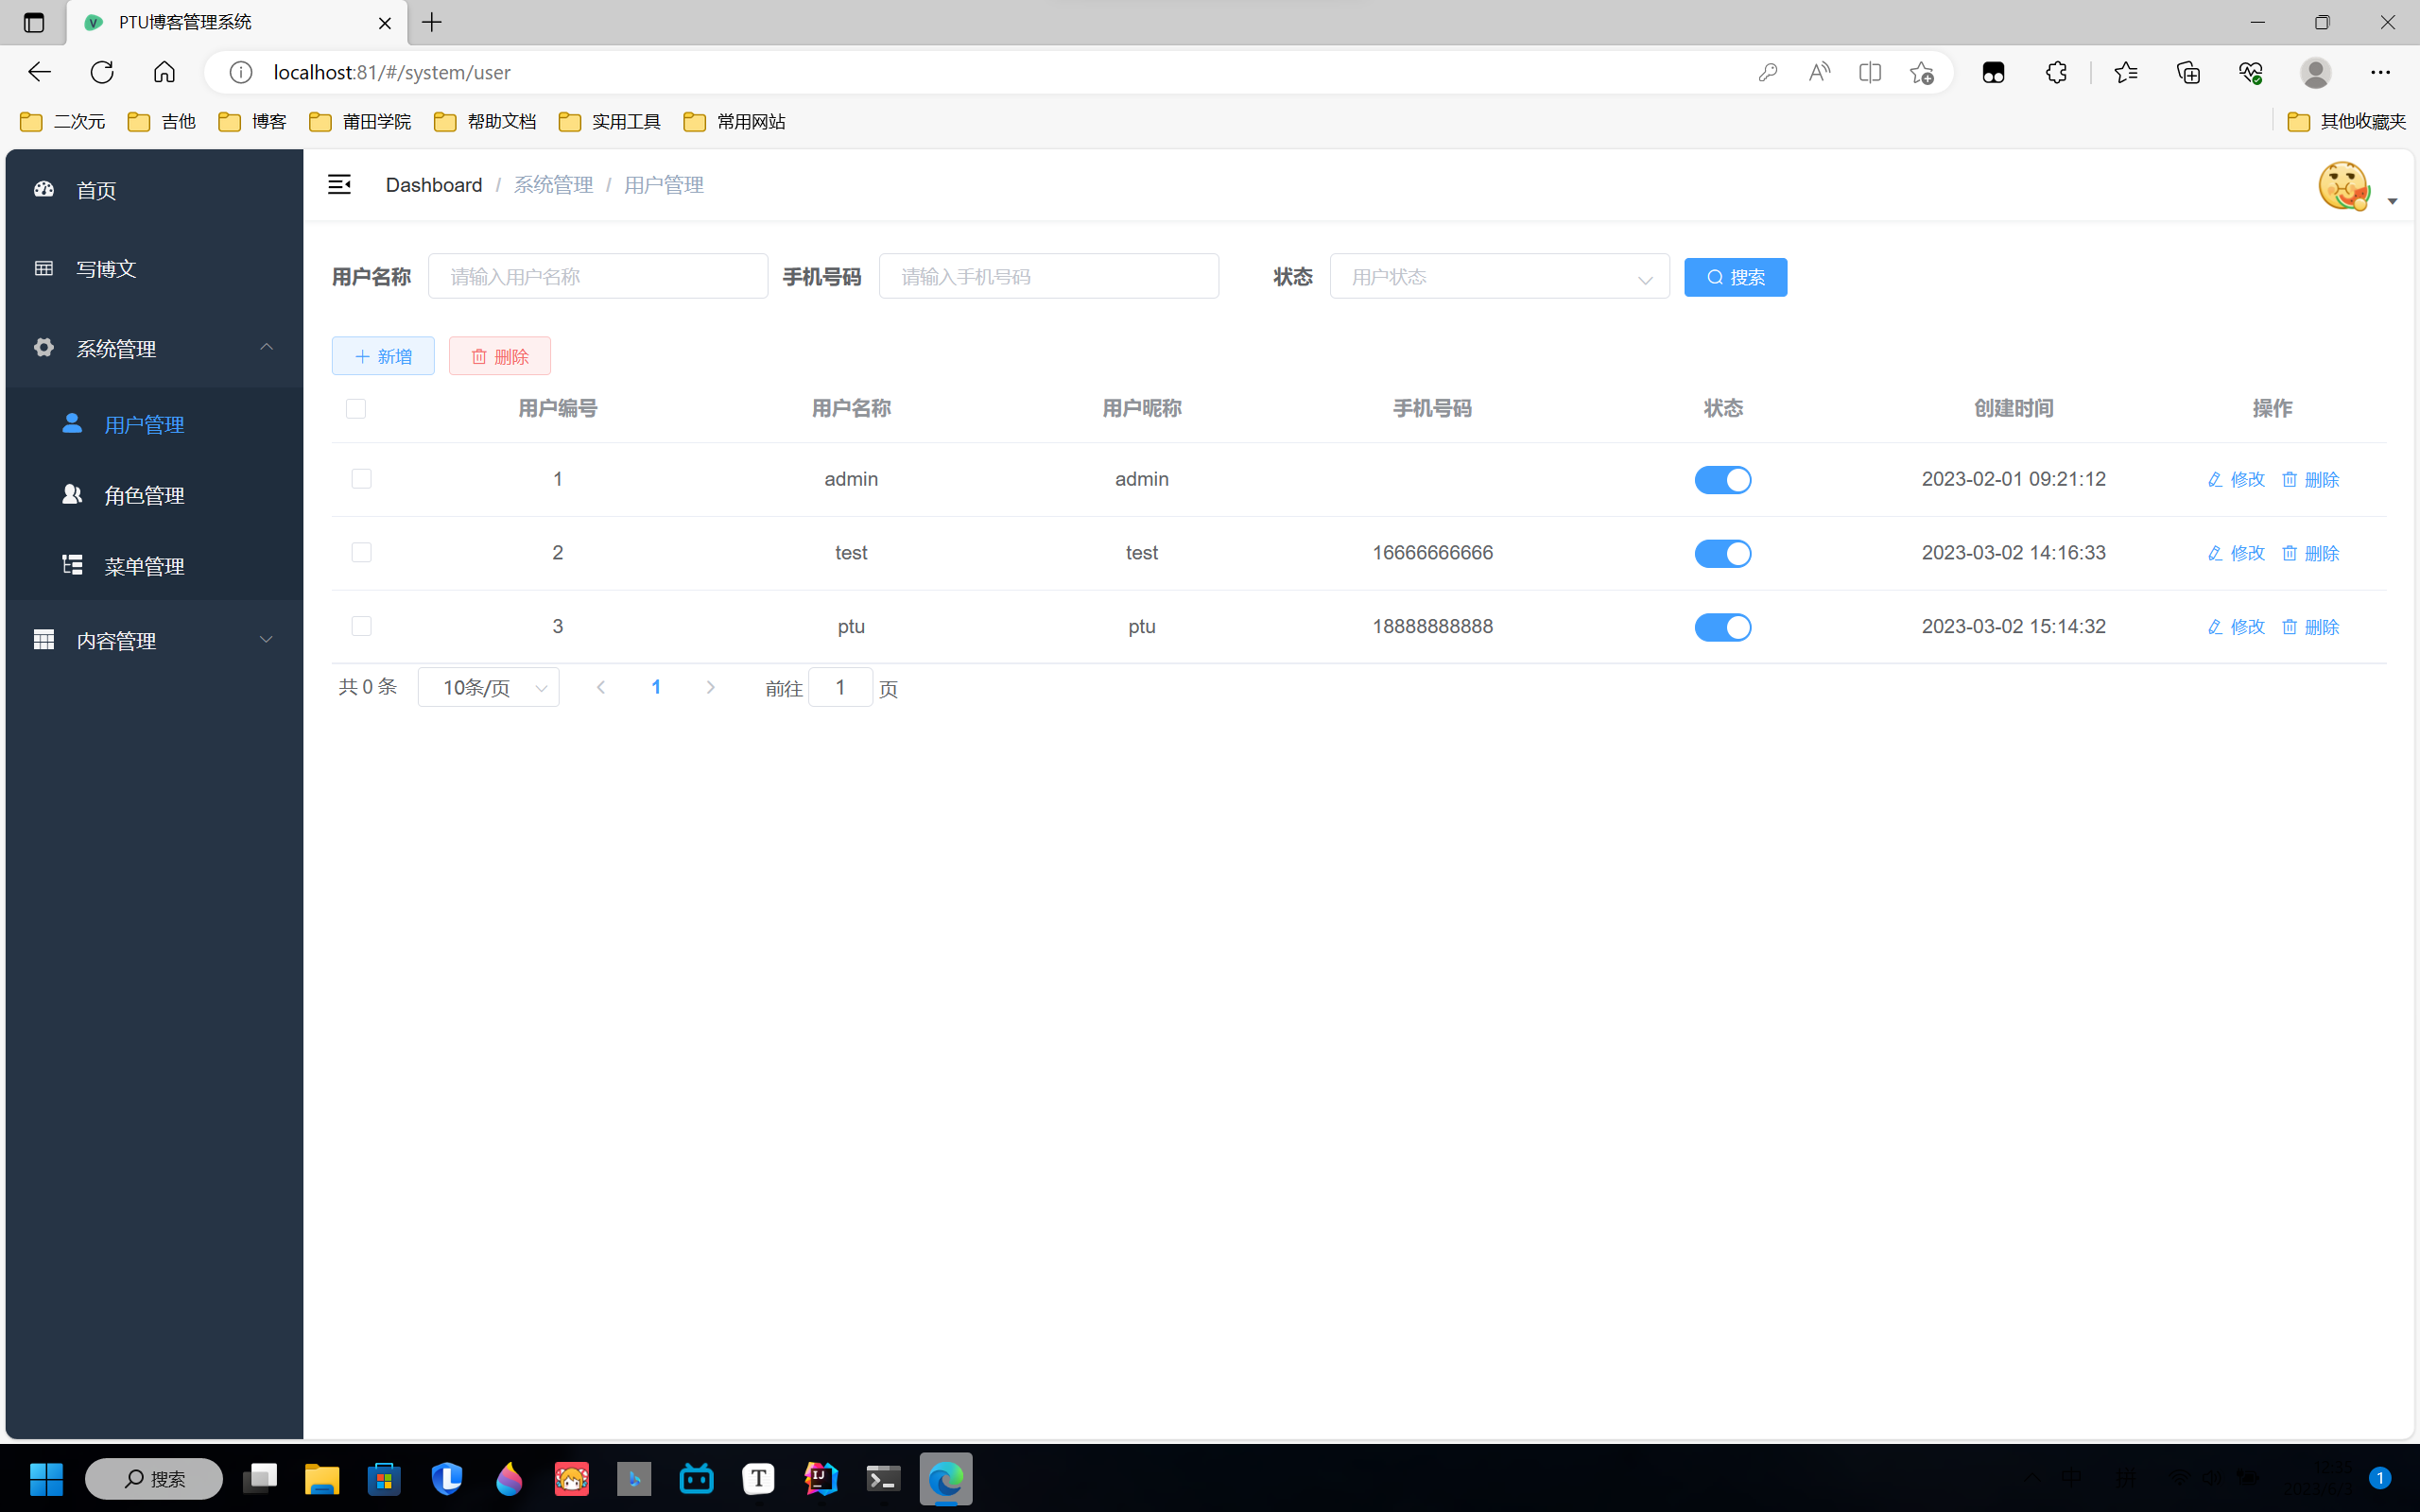 PTU博客管理系统
localhost:81/#/system/user
二次元 吉他 博客 莆田学院 帮助文档 实用工具 常用网站 其他收藏夹
首页
写博文
系统管理
用户管理
角色管理
菜单管理
内容管理
Dashboard / 系统管理 / 用户管理
用户名称 请输入用户名称 手机号码 请输入手机号码 状态 用户状态 搜索
新增 删除
用户编号 用户名称 用户昵称 手机号码 状态 创建时间 操作
1 admin admin 2023-02-01 09:21:12 修改 删除
2 test test 16666666666 2023-03-02 14:16:33 修改 删除
3 ptu ptu 18888888888 2023-03-02 15:14:32 修改 删除
共 0 条 10条/页 1 前往 1 页
搜索 T IJ 1